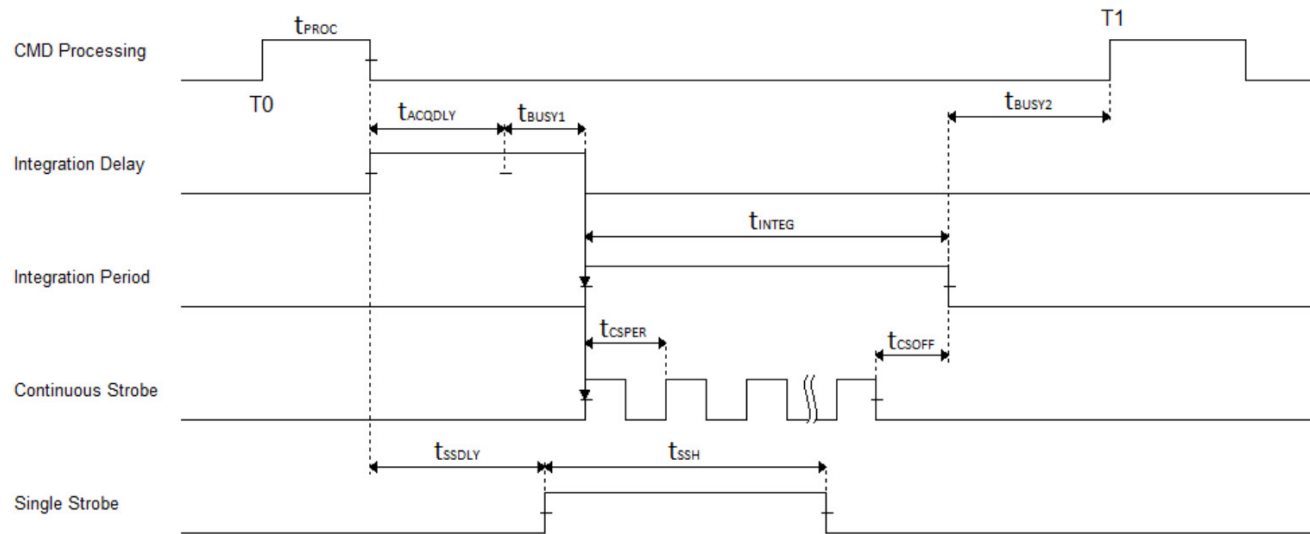 tPROC
T1
CMD Processing
T0
tACQDLY
tBUSY1
tBUSY2
Integration Delay
tINTEG
Integration Period
tCSPER
tCSOFF
Continuous Strobe
tSSDLY
tSSH
Single Strobe